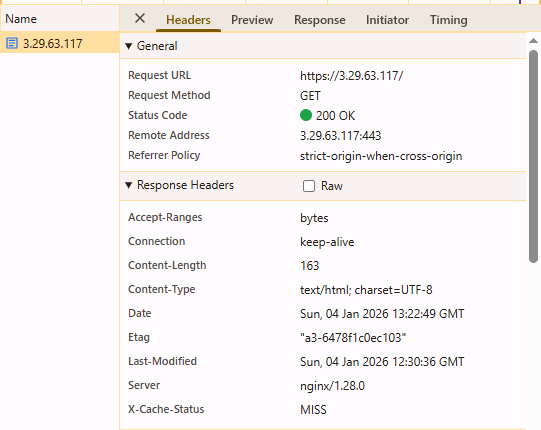 Name
Headers Preview Response Initiator Timing
3.29.63.117
General
Request URL https://3.29.63.117/
Request Method GET
Status Code 200 OK
Remote Address 3.29.63.117:443
Referrer Policy strict-origin-when-cross-origin
Response Headers Raw
Accept-Ranges bytes
Connection keep-alive
Content-Length 163
Content-Type text/html; charset=UTF-8
Date Sun, 04 Jan 2026 13:22:49 GMT
Etag "a3-6478f1c0ec103"
Last-Modified Sun, 04 Jan 2026 12:30:36 GMT
Server nginx/1.28.0
X-Cache-Status MISS